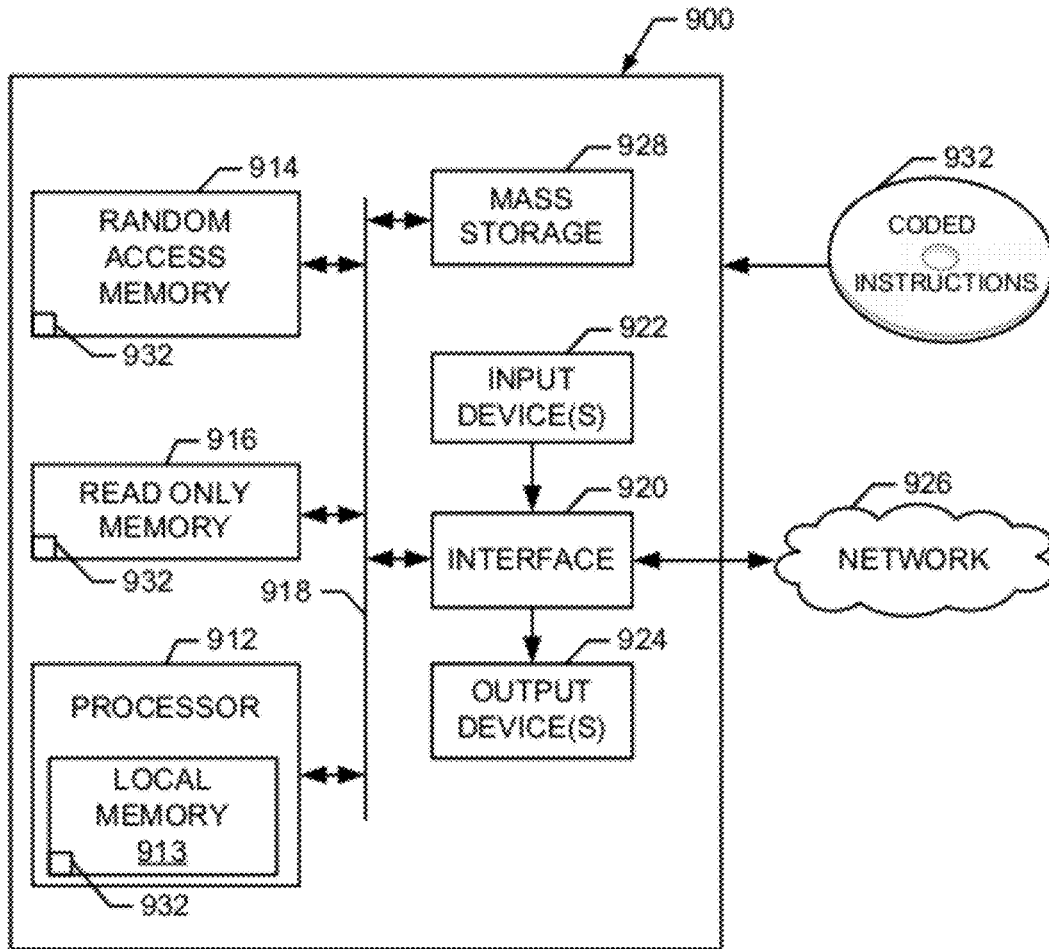 900
914
RANDOM
ACCESS
MEMORY
932
928
MASS
STORAGE
932
CODED
INSTRUCTIONS
922
INPUT
DEVICE(S)
916
READ ONLY
MEMORY
932
920
INTERFACE
926
NETWORK
918
912
PROCESSOR
LOCAL
MEMORY
913
932
924
OUTPUT
DEVICE(S)